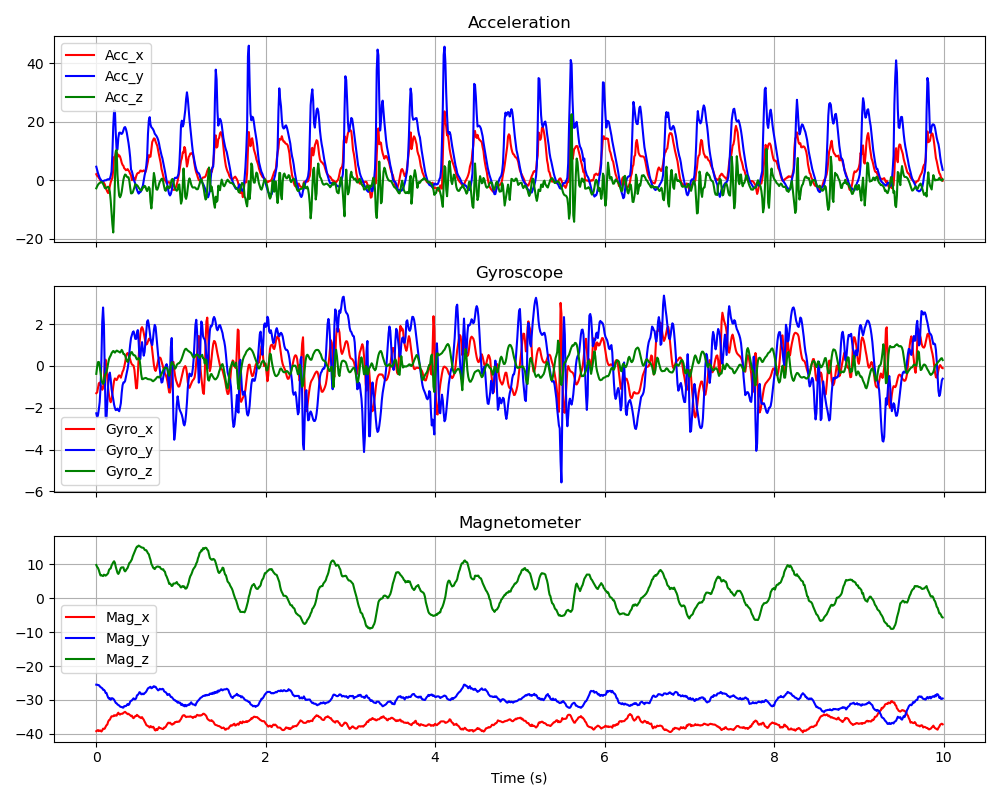 Acceleration
Acc_x
Acc_y
Acc_z
40
20
0
−20
Gyroscope
2
0
−2
−4
−6
Gyro_x
Gyro_y
Gyro_z
Magnetometer
10
0
−10
−20
−30
−40
Mag_x
Mag_y
Mag_z
0 2 4 6 8 10
Time (s)